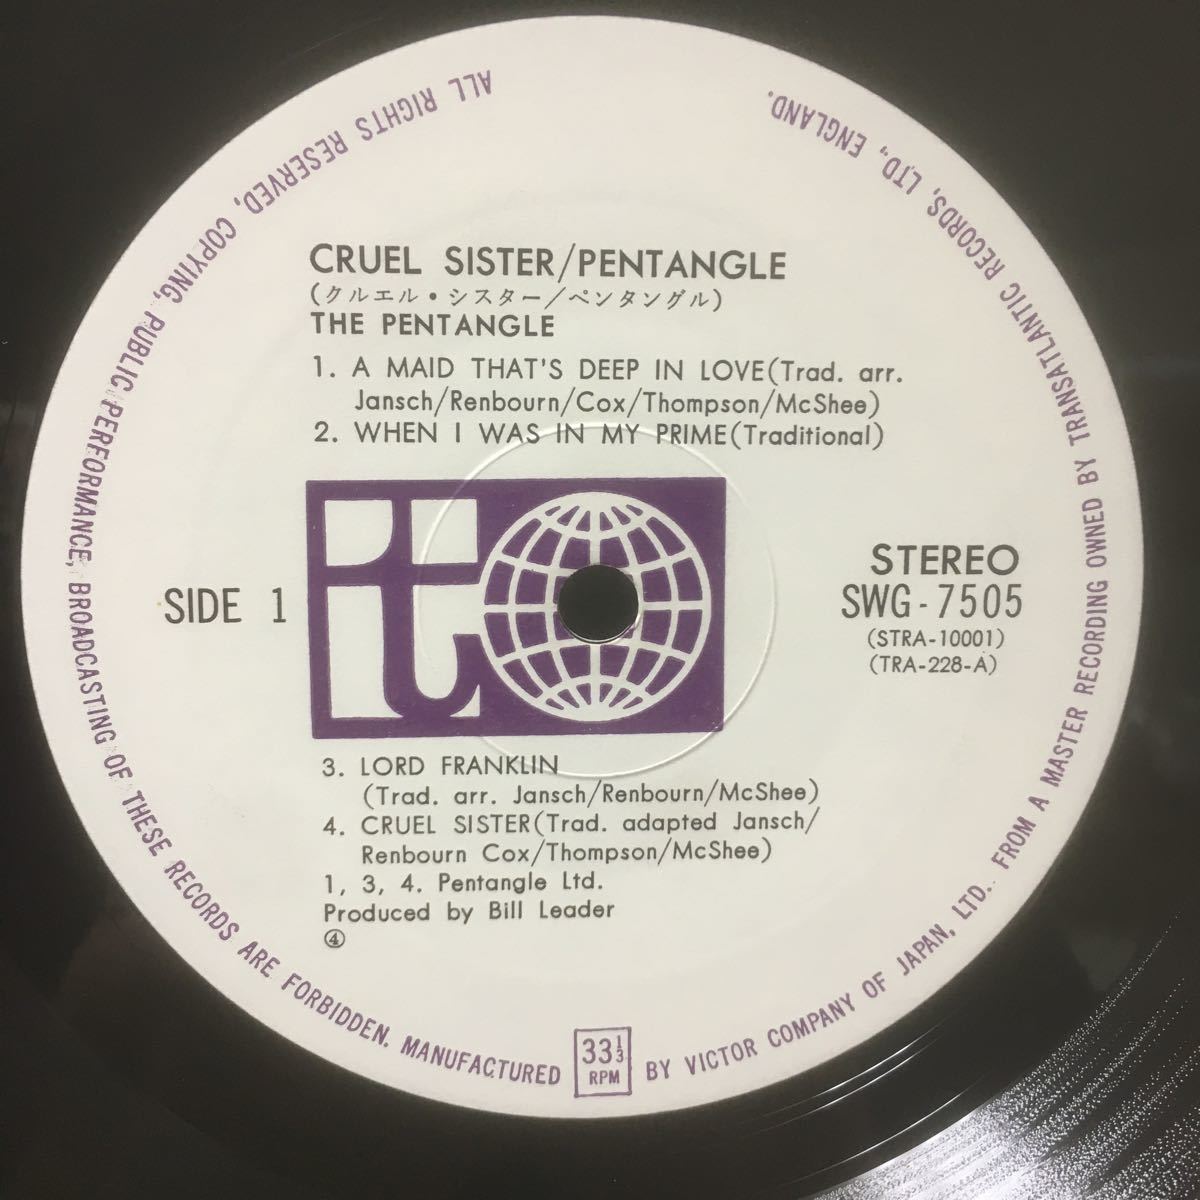 CRUEL SISTER/PENTANGLE
(クルエル・シスター/ペンタングル)
THE PENTANGLE
1. A MAID THAT'S DEEP IN LOVE(Trad. arr.
Jansch/Renbourn/Cox/Thompson/McShee)
2. WHEN I WAS IN MY PRIME(Traditional)
it
SIDE 1
STEREO
SWG-7505
(STRA-10001)
(TRA-228-A)
3. LORD FRANKLIN
(Trad. arr. Jansch/Renbourn/McShee)
4. CRUEL SISTER(Trad. adapted Jansch/
Renbourn Cox/Thompson/McShee)
1, 3, 4. Pentangle Ltd.
Produced by Bill Leader
④
33⅓
RPM
ALL RIGHTS RESERVED, COPYING, PUBLIC PERFORMANCE, BROADCASTING OF THESE RECORDS ARE FORBIDDEN. MANUFACTURED BY VICTOR COMPANY OF JAPAN, LTD. FROM A MASTER RECORDING OWNED BY TRANSATLANTIC RECORDS, LTD., ENGLAND.